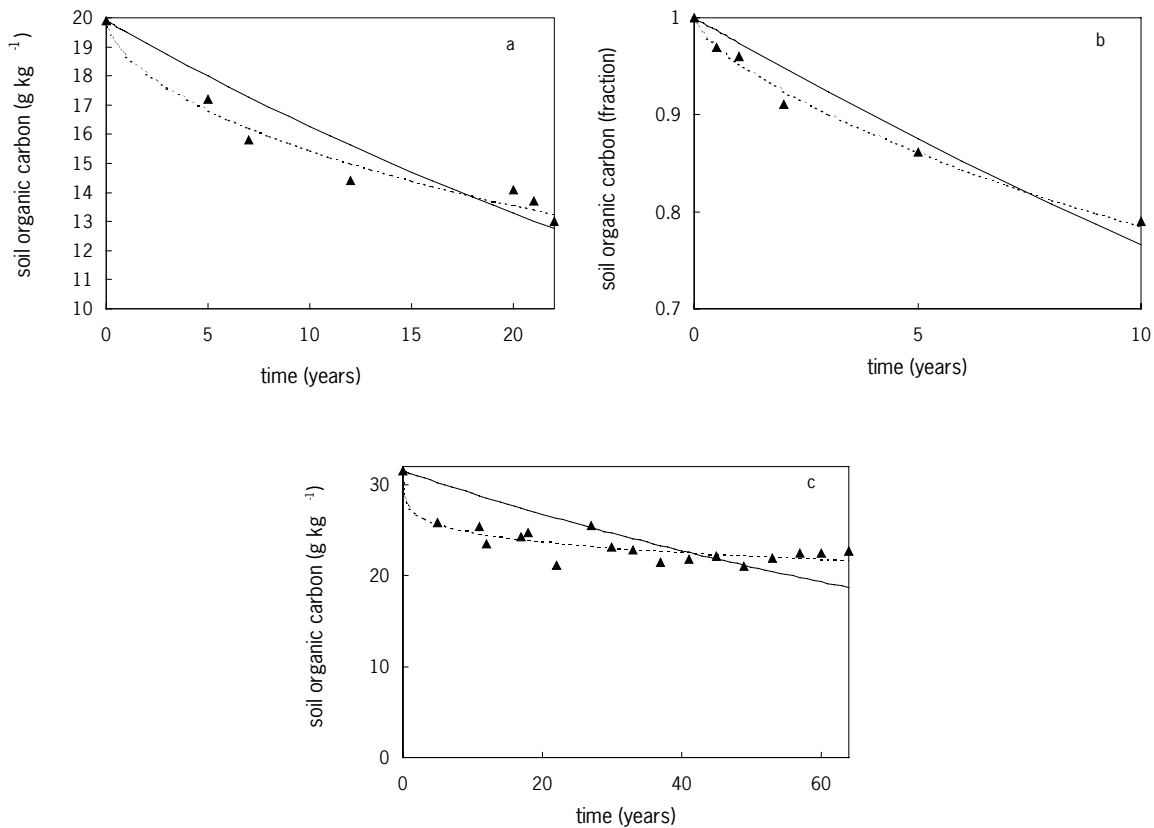 soil organic carbon (g kg -1 )
20
19
18
17
16
15
14
13
12
11
10
a
0 5 10 15 20
time (years)
soil organic carbon (fraction)
1
0.9
0.8
0.7
b
0 5 10
time (years)
soil organic carbon (g kg -1 )
30
20
10
0
c
0 20 40 60
time (years)